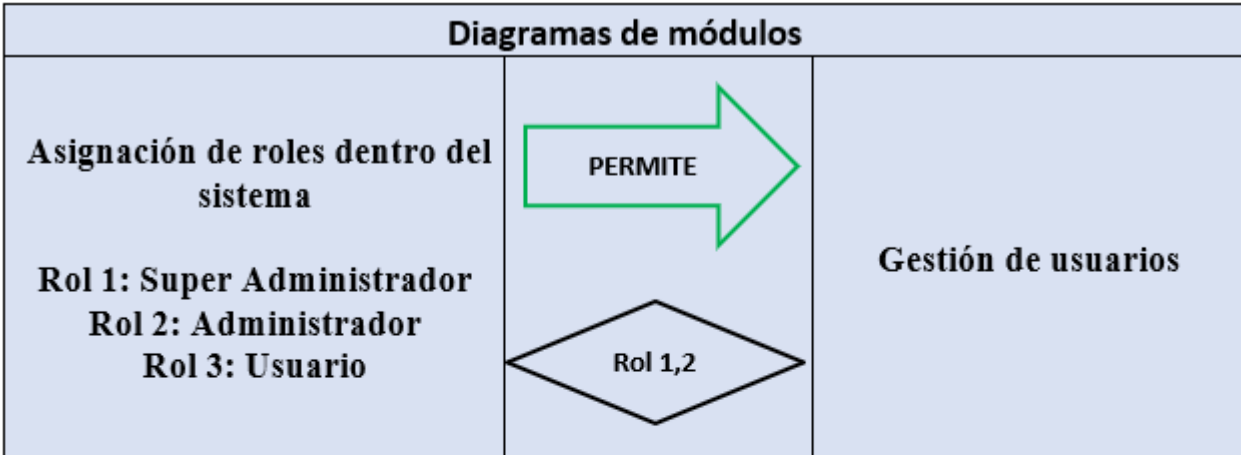 Diagramas de módulos
Asignación de roles dentro del
sistema
Rol 1: Super Administrador
Rol 2: Administrador
Rol 3: Usuario
PERMITE
Rol 1,2
Gestión de usuarios